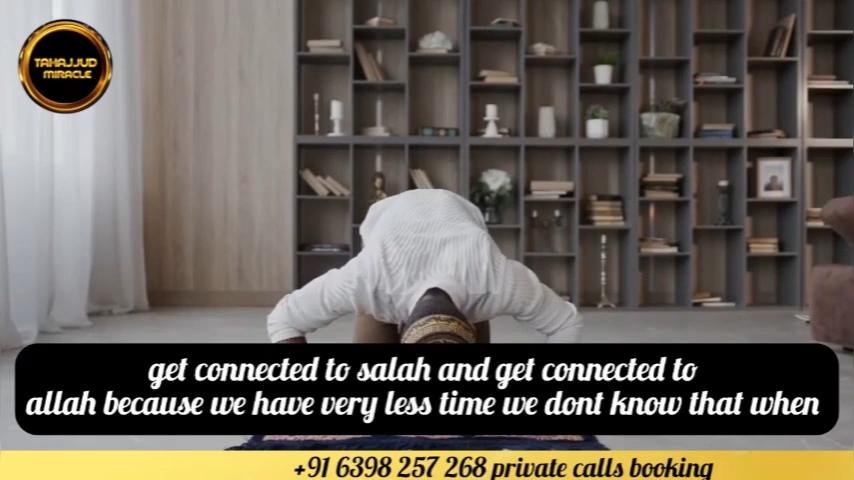 TAHAJJUD
MIRACLE
get connected to salah and get connected to
allah because we have very less time we dont know that when
+91 6398 257 268 private calls booking